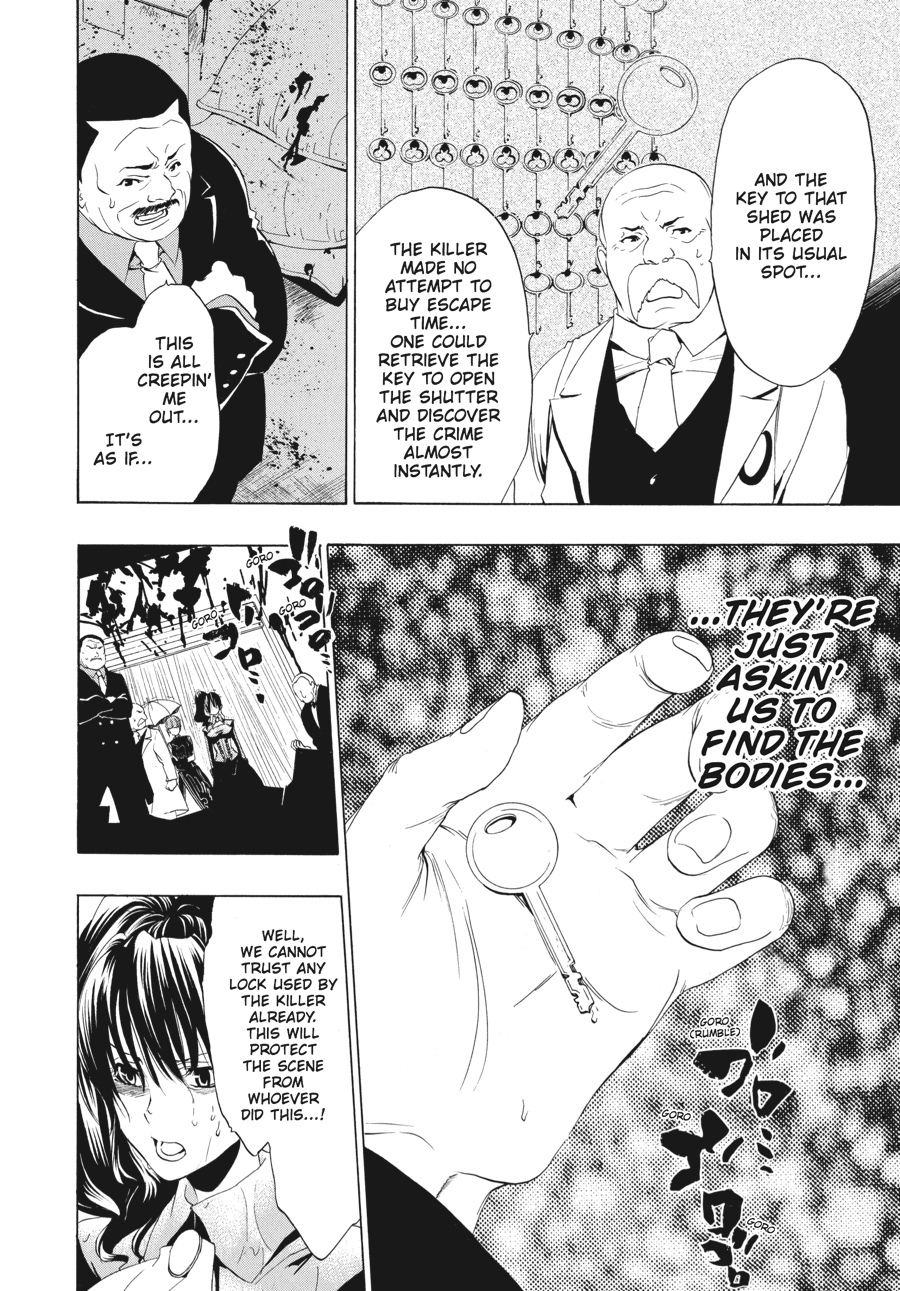 AND THE
KEY TO THAT
SHED WAS
PLACED
IN ITS USUAL
SPOT...
THE KILLER
MADE NO
ATTEMPT TO
BUY ESCAPE
TIME...
ONE COULD
RETRIEVE THE
KEY TO OPEN
THE SHUTTER
AND DISCOVER
THE CRIME
ALMOST
INSTANTLY.
THIS
IS ALL
CREEPIN'
ME
OUT...
IT'S
AS IF...
...THEY'RE
JUST
ASKIN'
US TO
FIND THE
BODIES...
GORO
(RUMBLE)
GORO
GORO
GORO
GORO
GORO
WELL,
WE CANNOT
TRUST ANY
LOCK USED BY
THE KILLER
ALREADY.
THIS WILL
PROTECT
THE SCENE
FROM
WHOEVER
DID THIS...!